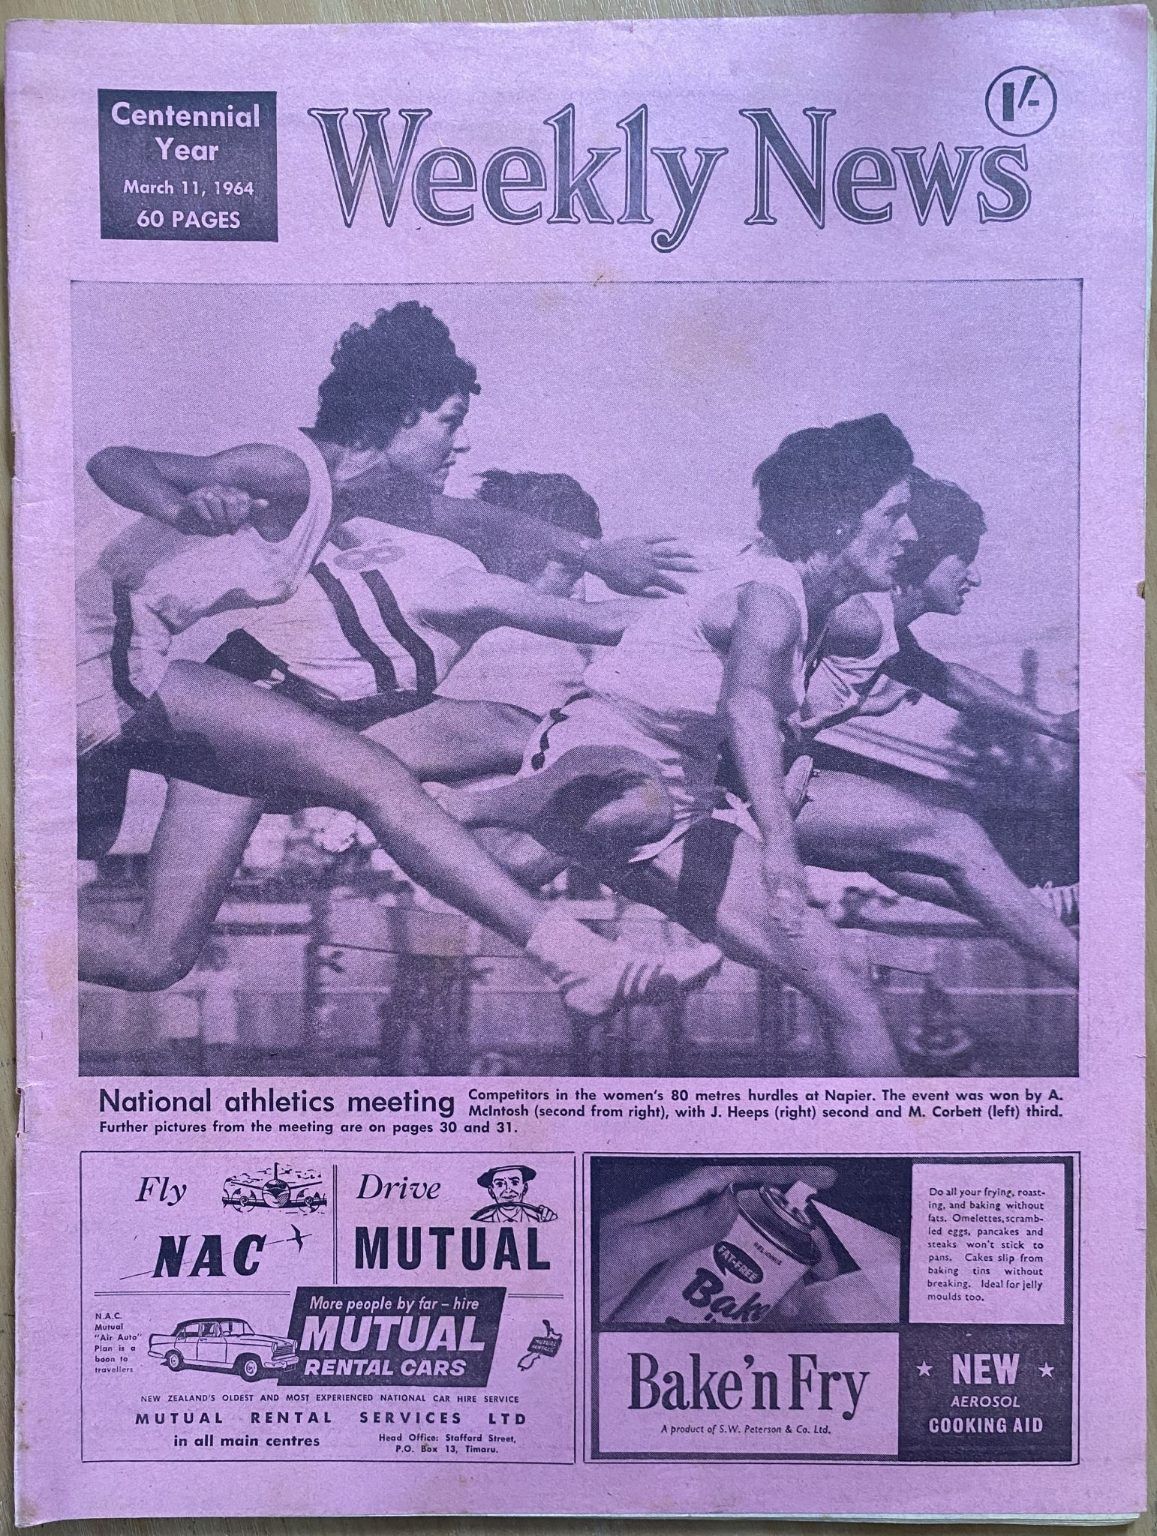 Centennial
Year
March 11, 1964
60 PAGES
Weekly News
1/-
National athletics meeting
Competitors in the women's 80 metres hurdles at Napier. The event was won by A.
McIntosh (second from right), with J. Heeps (right) second and M. Corbett (left) third.
Further pictures from the meeting are on pages 30 and 31.
Fly
NAC
Drive
MUTUAL
N.A.C.
Mutual
"Air Auto"
Plan is a
boon to
travellers
More people by far – hire
MUTUAL
RENTAL CARS
MUTUAL
RENTALS
NEW ZEALAND'S OLDEST AND MOST EXPERIENCED NATIONAL CAR HIRE SERVICE
MUTUAL RENTAL SERVICES LTD
in all main centres
Head Office: Stafford Street,
P.O. Box 13, Timaru.
RELIONUS
FAT-FREE
Bake
Do all your frying, roast-
ing, and baking without
fats. Omelettes, scramb-
led eggs, pancakes and
steaks won't stick to
pans. Cakes slip from
baking tins without
breaking. Ideal for jelly
moulds too.
Bake'n Fry
A product of S.W. Peterson & Co. Ltd.
NEW
AEROSOL
COOKING AID